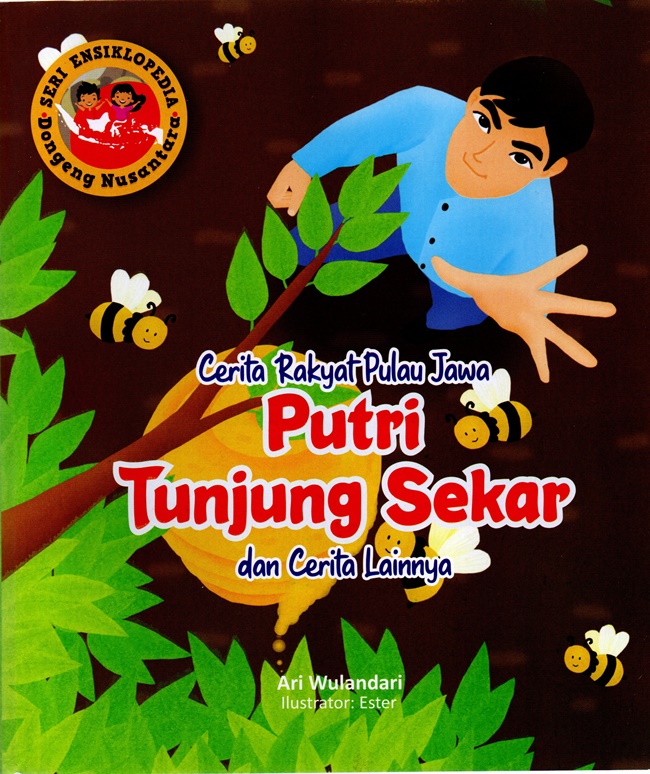 SERI ENSIKLOPEDIA
Dongeng Nusantara
Cerita Rakyat Pulau Jawa
Putri
Tunjung Sekar
dan Cerita Lainnya
Ari Wulandari
Ilustrator: Ester